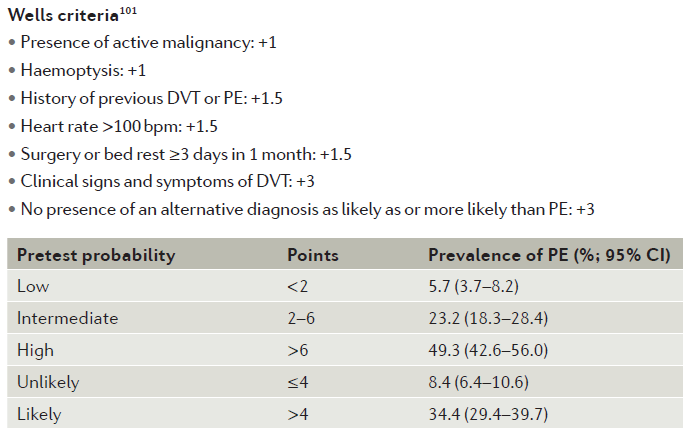 Wells criteria¹⁰¹
• Presence of active malignancy: +1
• Haemoptysis: +1
• History of previous DVT or PE: +1.5
• Heart rate >100 bpm: +1.5
• Surgery or bed rest ≥3 days in 1 month: +1.5
• Clinical signs and symptoms of DVT: +3
• No presence of an alternative diagnosis as likely as or more likely than PE: +3
Pretest probability Points Prevalence of PE (%; 95% CI)
Low <2 5.7 (3.7–8.2)
Intermediate 2–6 23.2 (18.3–28.4)
High >6 49.3 (42.6–56.0)
Unlikely ≤4 8.4 (6.4–10.6)
Likely >4 34.4 (29.4–39.7)